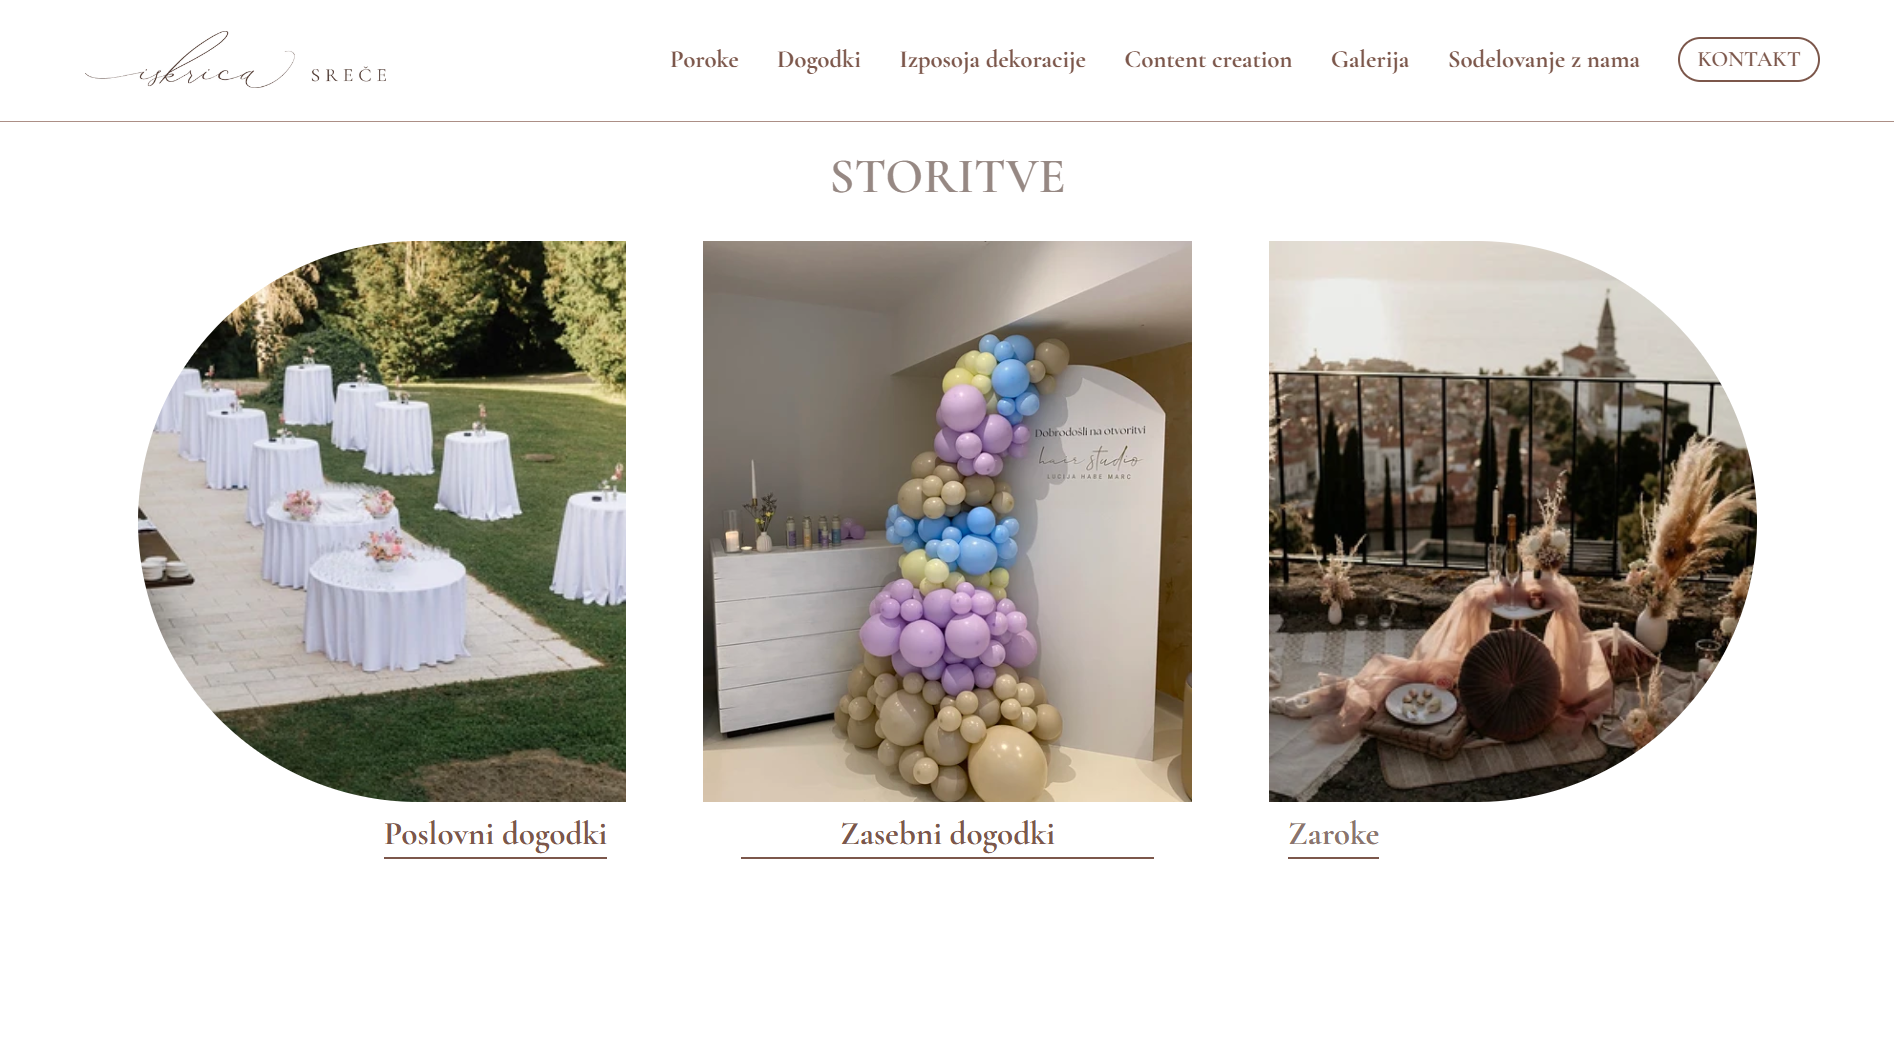 iskrica SREČE
Poroke Dogodki Izposoja dekoracije Content creation Galerija Sodelovanje z nama KONTAKT
STORITVE
Dobrodošli na otvoritvi
hair studio
LUCIJA HABE MARC
Poslovni dogodki Zasebni dogodki Zaroke